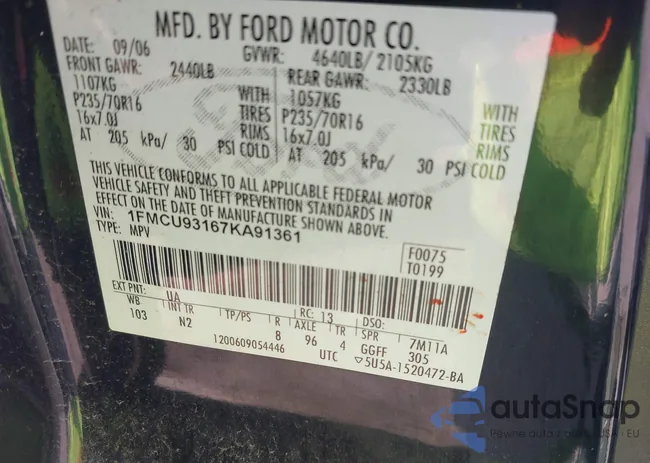 MFD. BY FORD MOTOR CO.
DATE: 09/06 GVWR: 4640LB/ 2105KG
FRONT GAWR: 2440LB REAR GAWR: 2330LB
1107KG WITH 1057KG WITH
P235/70R16 TIRES P235/70R16 TIRES
16x7.0J RIMS 16x7.0J RIMS
AT 205 kPa/ 30 PSI COLD AT 205 kPa/ 30 PSI COLD
THIS VEHICLE CONFORMS TO ALL APPLICABLE FEDERAL MOTOR
VEHICLE SAFETY AND THEFT PREVENTION STANDARDS IN
EFFECT ON THE DATE OF MANUFACTURE SHOWN ABOVE.
VIN: 1FMCU93167KA91361
TYPE: MPV
F0075
T0199
EXT PNT: UA RC: 13 DSO:
WB INT TR TP/PS R AXLE TR SPR 7M11A
103 N2 8 96 4 GGFF 305
1200609054446 UTC ▽5U5A-1520472-BA
autaSnap